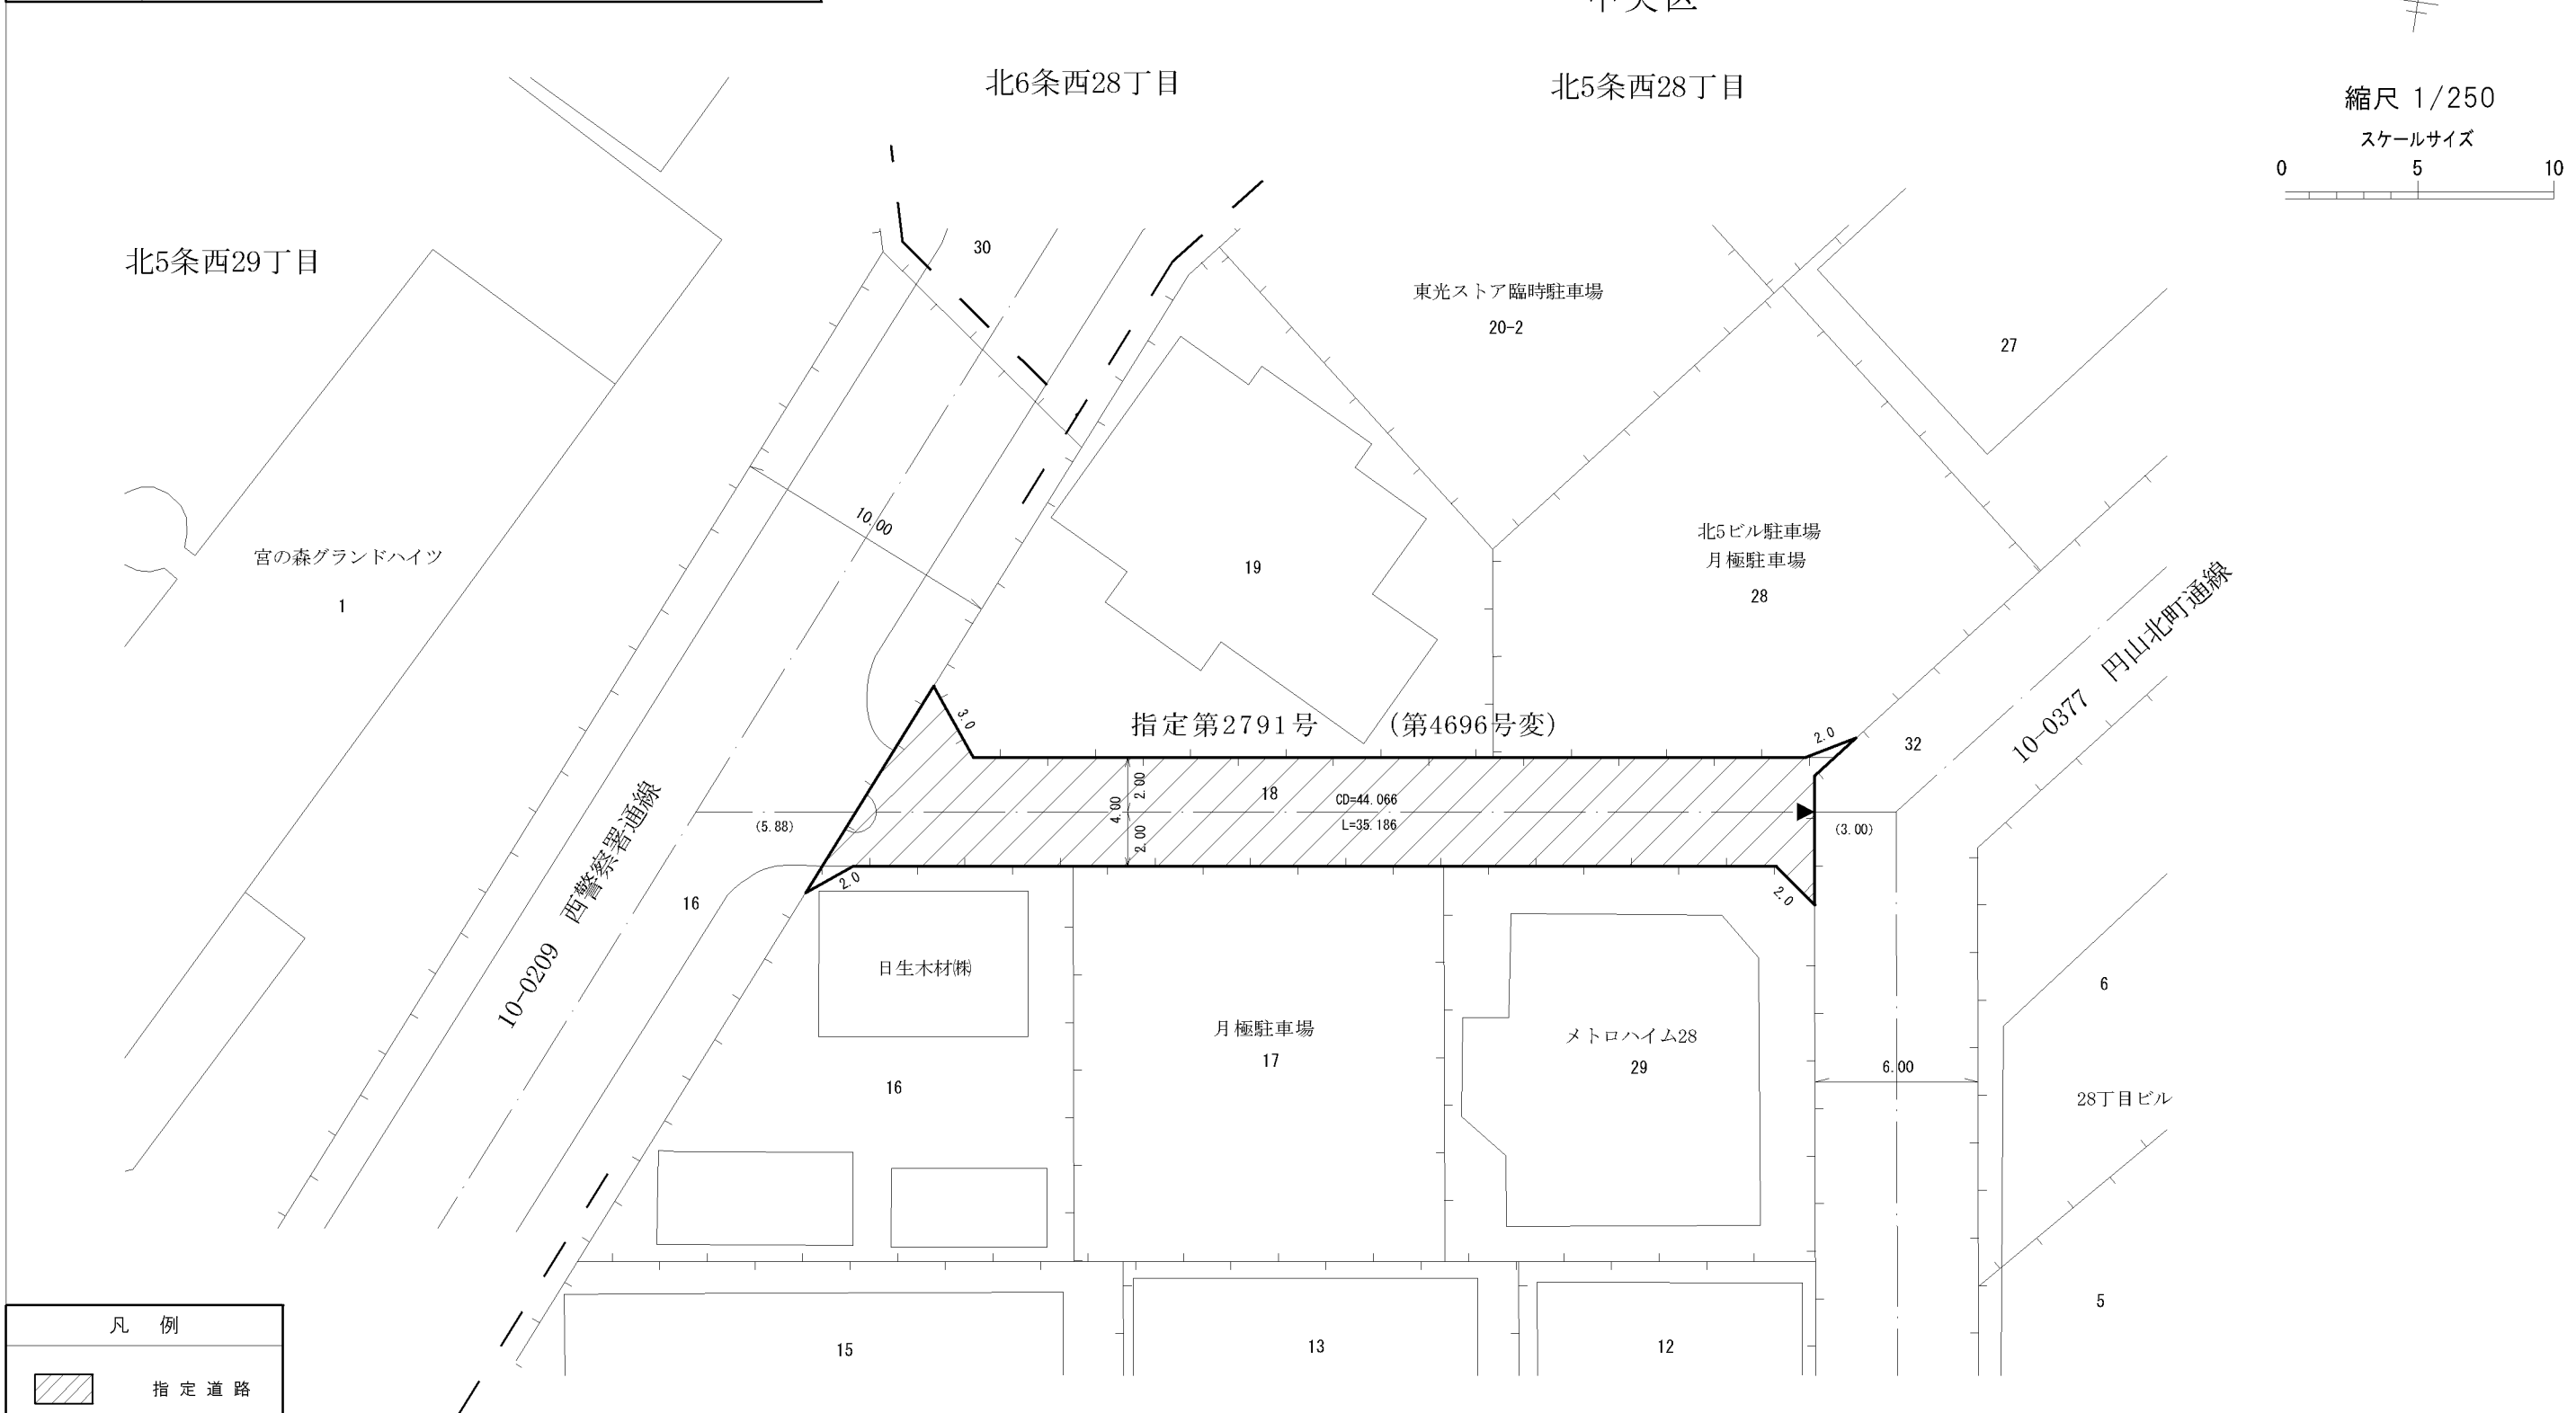 北6条西28丁目
北5条西28丁目
縮尺 1/250
スケールサイズ
0 5 10
北5条西29丁目
30
東光ストア臨時駐車場
20-2
27
10.00
宮の森グランドハイツ
1
19
北5ビル駐車場
月極駐車場
28
10-0377 円山北町通線
3.0
指定第2791号 (第4696号変)
2.0
32
18
2.00
4.00
2.00
CD=44.066
L=35.186
(5.88)
(3.00)
10-0209 西警察署通線
16
2.0
2.0
日生木材㈱
16
月極駐車場
17
メトロハイム28
29
6.00
6
28丁目ビル
5
15
13
12
凡 例
指 定 道 路